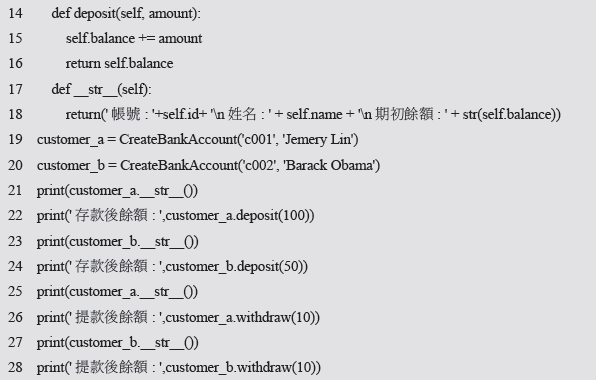 14 def deposit(self, amount):
15 self.balance += amount
16 return self.balance
17 def __str__(self):
18 return(' 帳號 : '+self.id+ '\n 姓名 : ' + self.name + '\n 期初餘額 : ' + str(self.balance))
19 customer_a = CreateBankAccount('c001', 'Jemery Lin')
20 customer_b = CreateBankAccount('c002', 'Barack Obama')
21 print(customer_a.__str__())
22 print(' 存款後餘額 : ',customer_a.deposit(100))
23 print(customer_b.__str__())
24 print(' 存款後餘額 : ',customer_b.deposit(50))
25 print(customer_a.__str__())
26 print(' 提款後餘額 : ',customer_a.withdraw(10))
27 print(customer_b.__str__())
28 print(' 提款後餘額 : ',customer_b.withdraw(10))